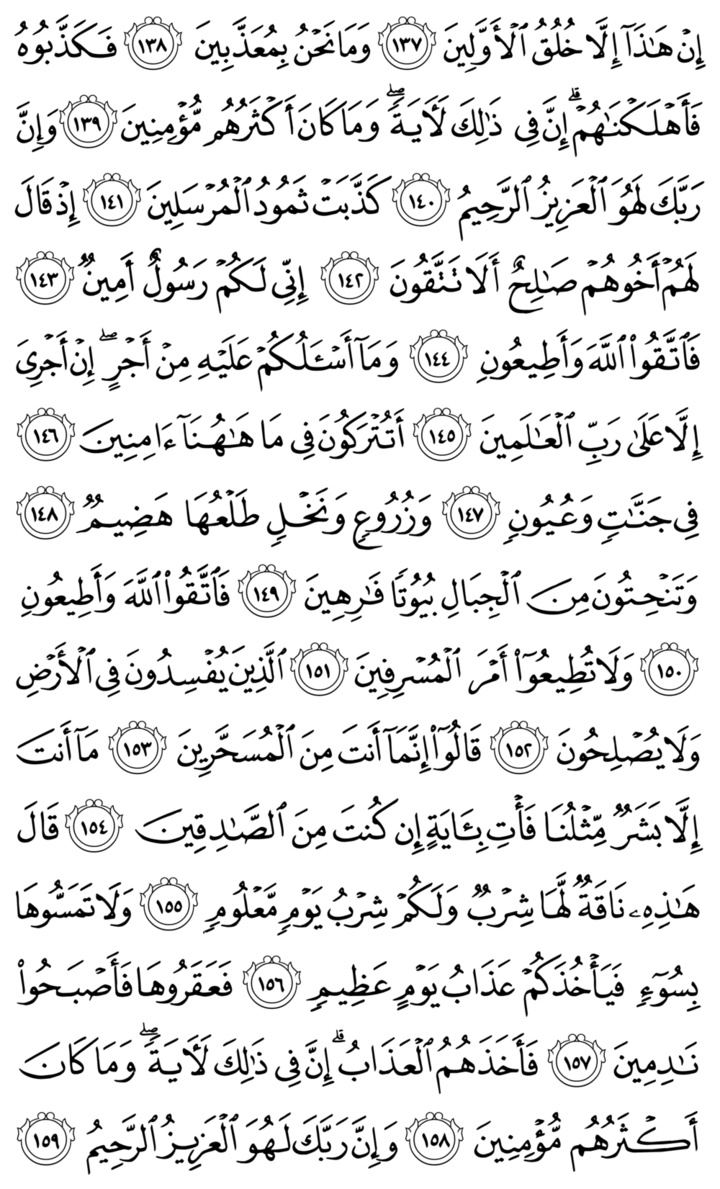 إِنْ هَٰذَآ إِلَّا خُلُقُ ٱلْأَوَّلِينَ ١٣٧ وَمَا نَحْنُ بِمُعَذَّبِينَ ١٣٨ فَكَذَّبُوهُ
فَأَهْلَكْنَٰهُمْ ۗ إِنَّ فِى ذَٰلِكَ لَءَايَةً ۖ وَمَا كَانَ أَكْثَرُهُم مُّؤْمِنِينَ ١٣٩ وَإِنَّ
رَبَّكَ لَهُوَ ٱلْعَزِيزُ ٱلرَّحِيمُ ١٤٠ كَذَّبَتْ ثَمُودُ ٱلْمُرْسَلِينَ ١٤١ إِذْ قَالَ
لَهُمْ أَخُوهُمْ صَٰلِحٌ أَلَا تَتَّقُونَ ١٤٢ إِنِّى لَكُمْ رَسُولٌ أَمِينٌ ١٤٣
فَٱتَّقُوا۟ ٱللَّهَ وَأَطِيعُونِ ١٤٤ وَمَآ أَسْـَٔلُكُمْ عَلَيْهِ مِنْ أَجْرٍ ۖ إِنْ أَجْرِىَ
إِلَّا عَلَىٰ رَبِّ ٱلْعَٰلَمِينَ ١٤٥ أَتُتْرَكُونَ فِى مَا هَٰهُنَآ ءَامِنِينَ ١٤٦
فِى جَنَّٰتٍ وَعُيُونٍ ١٤٧ وَزُرُوعٍ وَنَخْلٍ طَلْعُهَا هَضِيمٌ ١٤٨
وَتَنْحِتُونَ مِنَ ٱلْجِبَالِ بُيُوتًا فَٰرِهِينَ ١٤٩ فَٱتَّقُوا۟ ٱللَّهَ وَأَطِيعُونِ
١٥٠ وَلَا تُطِيعُوٓا۟ أَمْرَ ٱلْمُسْرِفِينَ ١٥١ ٱلَّذِينَ يُفْسِدُونَ فِى ٱلْأَرْضِ
وَلَا يُصْلِحُونَ ١٥٢ قَالُوٓا۟ إِنَّمَآ أَنتَ مِنَ ٱلْمُسَحَّرِينَ ١٥٣ مَآ أَنتَ
إِلَّا بَشَرٌ مِّثْلُنَا فَأْتِ بِـَٔايَةٍ إِن كُنتَ مِنَ ٱلصَّٰدِقِينَ ١٥٤ قَالَ
هَٰذِهِۦ نَاقَةٌ لَّهَا شِرْبٌ وَلَكُمْ شِرْبُ يَوْمٍ مَّعْلُومٍ ١٥٥ وَلَا تَمَسُّوهَا
بِسُوٓءٍ فَيَأْخُذَكُمْ عَذَابُ يَوْمٍ عَظِيمٍ ١٥٦ فَعَقَرُوهَا فَأَصْبَحُوا۟
نَٰدِمِينَ ١٥٧ فَأَخَذَهُمُ ٱلْعَذَابُ ۗ إِنَّ فِى ذَٰلِكَ لَءَايَةً ۖ وَمَا كَانَ
أَكْثَرُهُم مُّؤْمِنِينَ ١٥٨ وَإِنَّ رَبَّكَ لَهُوَ ٱلْعَزِيزُ ٱلرَّحِيمُ ١٥٩